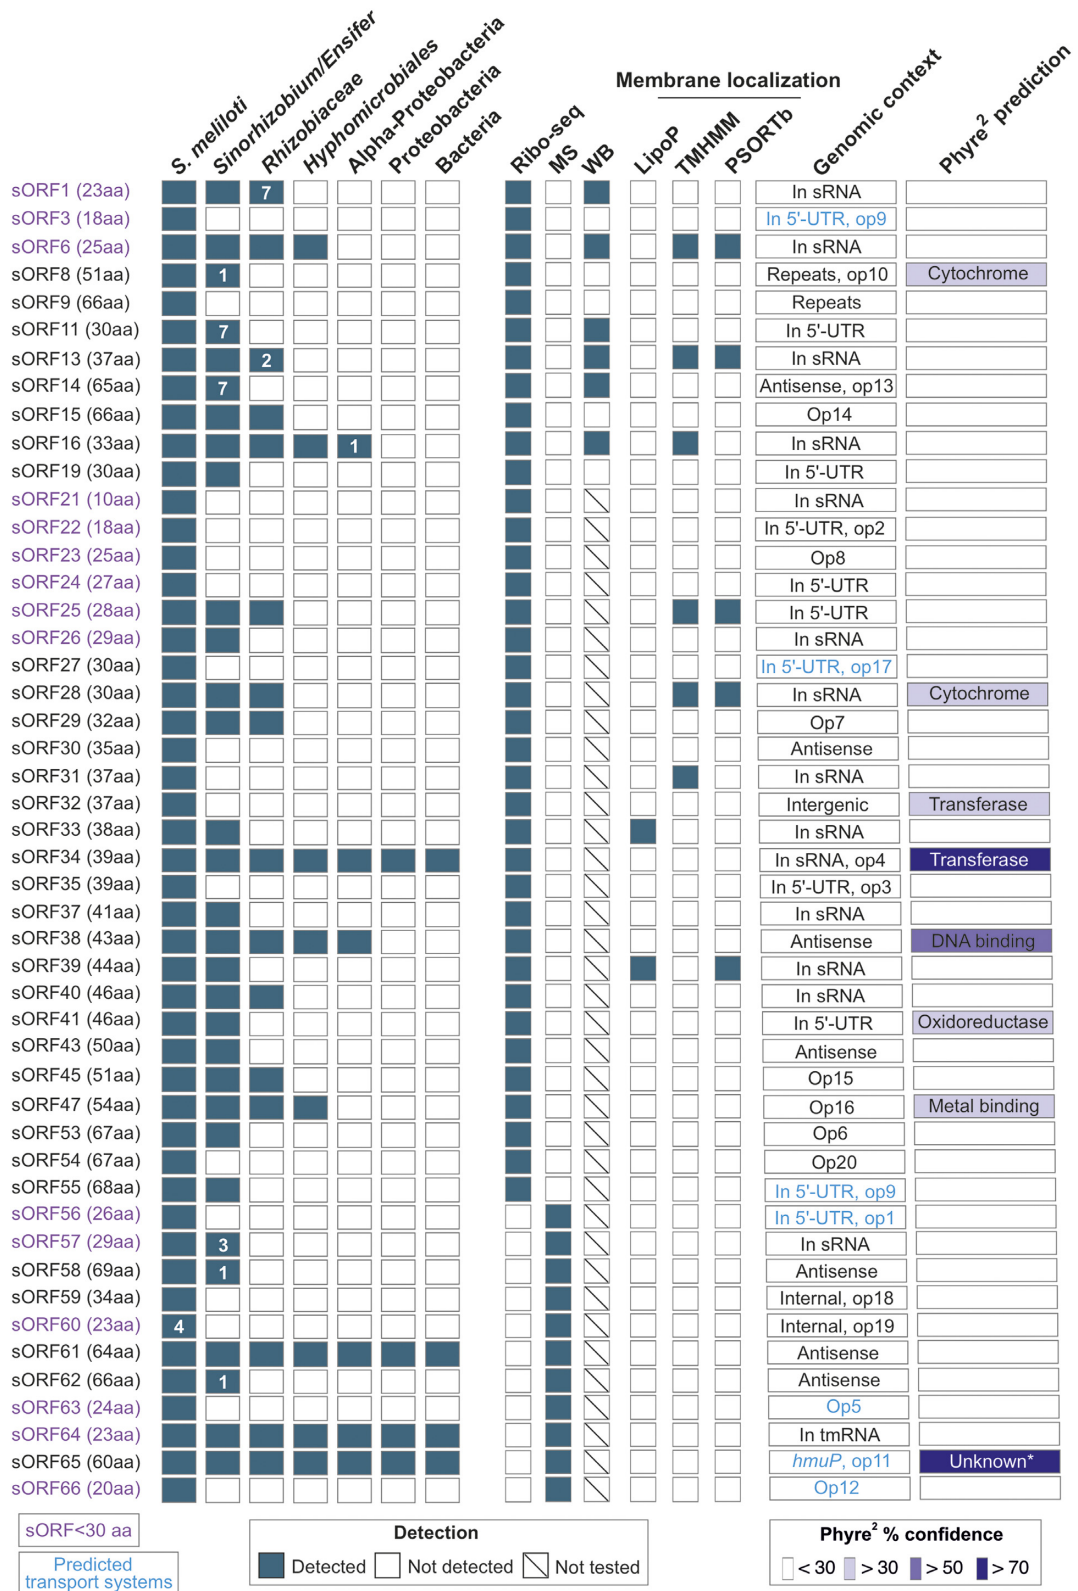 S. meliloti
Sinorhizobium/Ensifer
Rhizobiaceae
Hyphomicrobiales
Alpha-Proteobacteria
Proteobacteria
Bacteria
Ribo-seq
MS
WB
Membrane localization
LipoP
TMHMM
PSORTb
Genomic context
Phyre² prediction
sORF1 (23aa) 7 In sRNA
sORF3 (18aa) In 5'-UTR, op9
sORF6 (25aa) In sRNA
sORF8 (51aa) 1 Repeats, op10 Cytochrome
sORF9 (66aa) Repeats
sORF11 (30aa) 7 In 5'-UTR
sORF13 (37aa) 2 In sRNA
sORF14 (65aa) 7 Antisense, op13
sORF15 (66aa) Op14
sORF16 (33aa) 1 In sRNA
sORF19 (30aa) In 5'-UTR
sORF21 (10aa) In sRNA
sORF22 (18aa) In 5'-UTR, op2
sORF23 (25aa) Op8
sORF24 (27aa) In 5'-UTR
sORF25 (28aa) In 5'-UTR
sORF26 (29aa) In sRNA
sORF27 (30aa) In 5'-UTR, op17
sORF28 (30aa) In sRNA Cytochrome
sORF29 (32aa) Op7
sORF30 (35aa) Antisense
sORF31 (37aa) In sRNA
sORF32 (37aa) Intergenic Transferase
sORF33 (38aa) In sRNA
sORF34 (39aa) In sRNA, op4 Transferase
sORF35 (39aa) In 5'-UTR, op3
sORF37 (41aa) In sRNA
sORF38 (43aa) Antisense DNA binding
sORF39 (44aa) In sRNA
sORF40 (46aa) In sRNA
sORF41 (46aa) In 5'-UTR Oxidoreductase
sORF43 (50aa) Antisense
sORF45 (51aa) Op15
sORF47 (54aa) Op16 Metal binding
sORF53 (67aa) Op6
sORF54 (67aa) Op20
sORF55 (68aa) In 5'-UTR, op9
sORF56 (26aa) In 5'-UTR, op1
sORF57 (29aa) 3 In sRNA
sORF58 (69aa) 1 Antisense
sORF59 (34aa) Internal, op18
sORF60 (23aa) 4 Internal, op19
sORF61 (64aa) Antisense
sORF62 (66aa) 1 Antisense
sORF63 (24aa) Op5
sORF64 (23aa) In tmRNA
sORF65 (60aa) hmuP, op11 Unknown*
sORF66 (20aa) Op12
sORF<30 aa
Predicted
transport systems
Detection
Detected Not detected Not tested
Phyre² % confidence
< 30 > 30 > 50 > 70